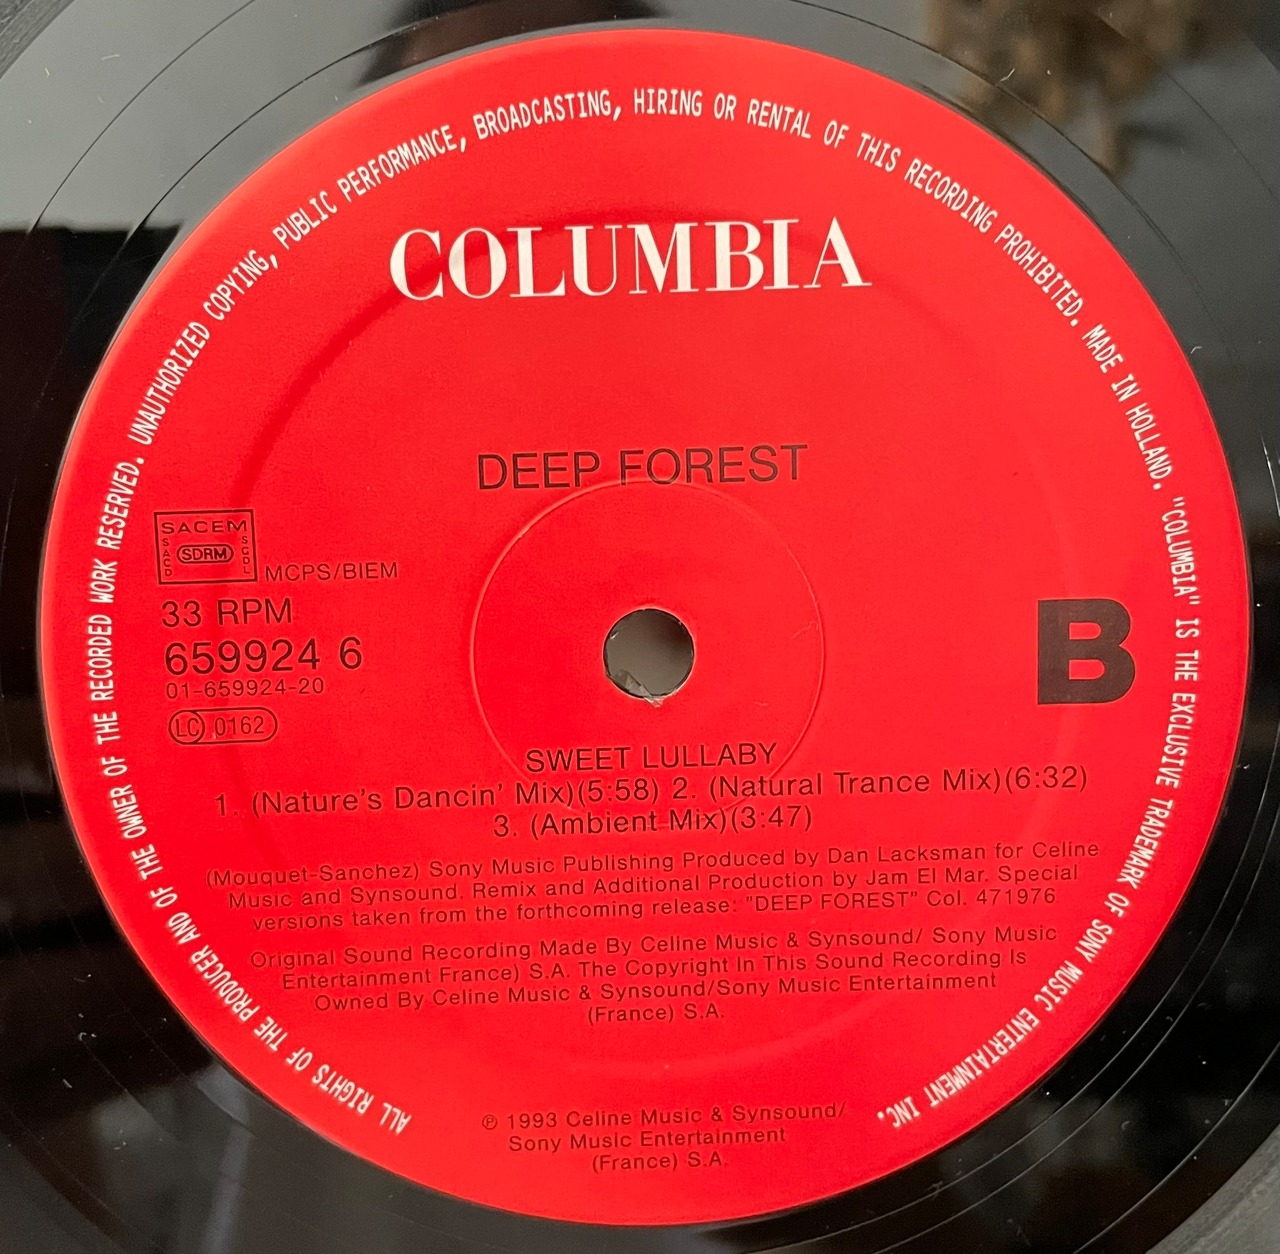 ALL RIGHTS OF THE PRODUCER AND OF THE OWNER OF THE RECORDED WORK RESERVED. UNAUTHORIZED COPYING, PUBLIC PERFORMANCE, BROADCASTING, HIRING OR RENTAL OF THIS RECORDING PROHIBITED. MADE IN HOLLAND. "COLUMBIA" IS THE EXCLUSIVE TRADEMARK OF SONY MUSIC ENTERTAINMENT INC.
COLUMBIA
DEEP FOREST
SACEM
SACD
SDRM
SGDL
MCPS/BIEM
33 RPM
659924 6
01-659924-20
LC 0162
B
SWEET LULLABY
1. (Nature's Dancin' Mix)(5:58) 2. (Natural Trance Mix)(6:32)
3. (Ambient Mix)(3:47)
(Mouquet-Sanchez) Sony Music Publishing Produced by Dan Lacksman for Celine
Music and Synsound. Remix and Additional Production by Jam El Mar. Special
versions taken from the forthcoming release: "DEEP FOREST" Col. 471976
Original Sound Recording Made By Celine Music & Synsound/ Sony Music
Entertainment France) S.A. The Copyright In This Sound Recording Is
Owned By Celine Music & Synsound/Sony Music Entertainment
(France) S.A.
℗ 1993 Celine Music & Synsound/
Sony Music Entertainment
(France) S.A.